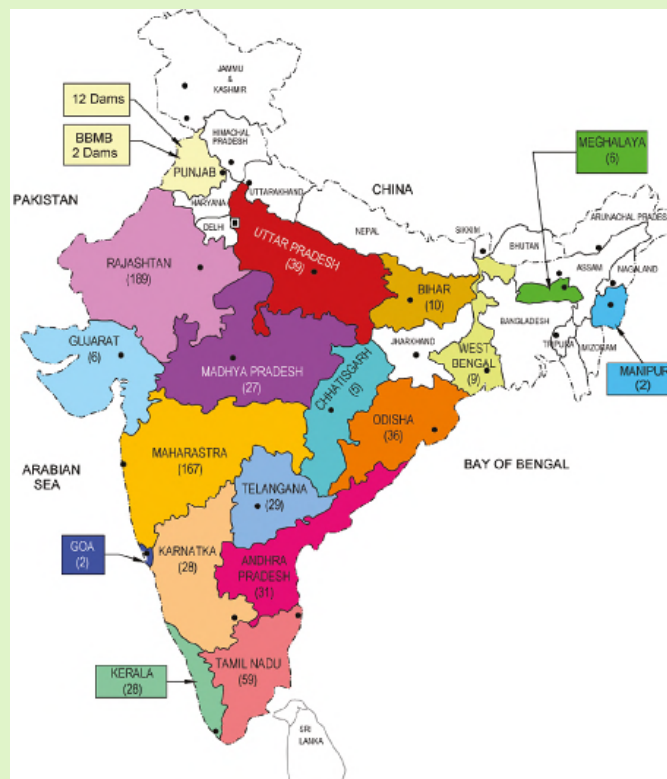 JAMMU
&
KASHMIR
12 Dams
BBMB
2 Dams
HIMACHAL
PRADESH
PUNJAB
MEGHALAYA
(6)
PAKISTAN
HARYANA
UTTARAKHAND
CHINA
DELHI
UTTAR PRADESH
(39)
NEPAL
SIKKIM
BHUTAN
ARUNACHAL PRADESH
ASSAM
NAGALAND
RAJASHTAN
(189)
BIHAR
(10)
BANGLADESH
GUJARAT
(6)
MADHYA PRADESH
(27)
CHHATISGARH
(5)
JHARKHAND
WEST
BENGAL
(9)
TRIPURA
MIZORAM
MANIPUR
(2)
ODISHA
(36)
MAHARASTRA
(167)
ARABIAN
SEA
BAY OF BENGAL
TELANGANA
(29)
GOA
(2)
KARNATKA
(28)
ANDHRA
PRADESH
(31)
KERALA
(28)
TAMIL NADU
(59)
SRI
LANKA